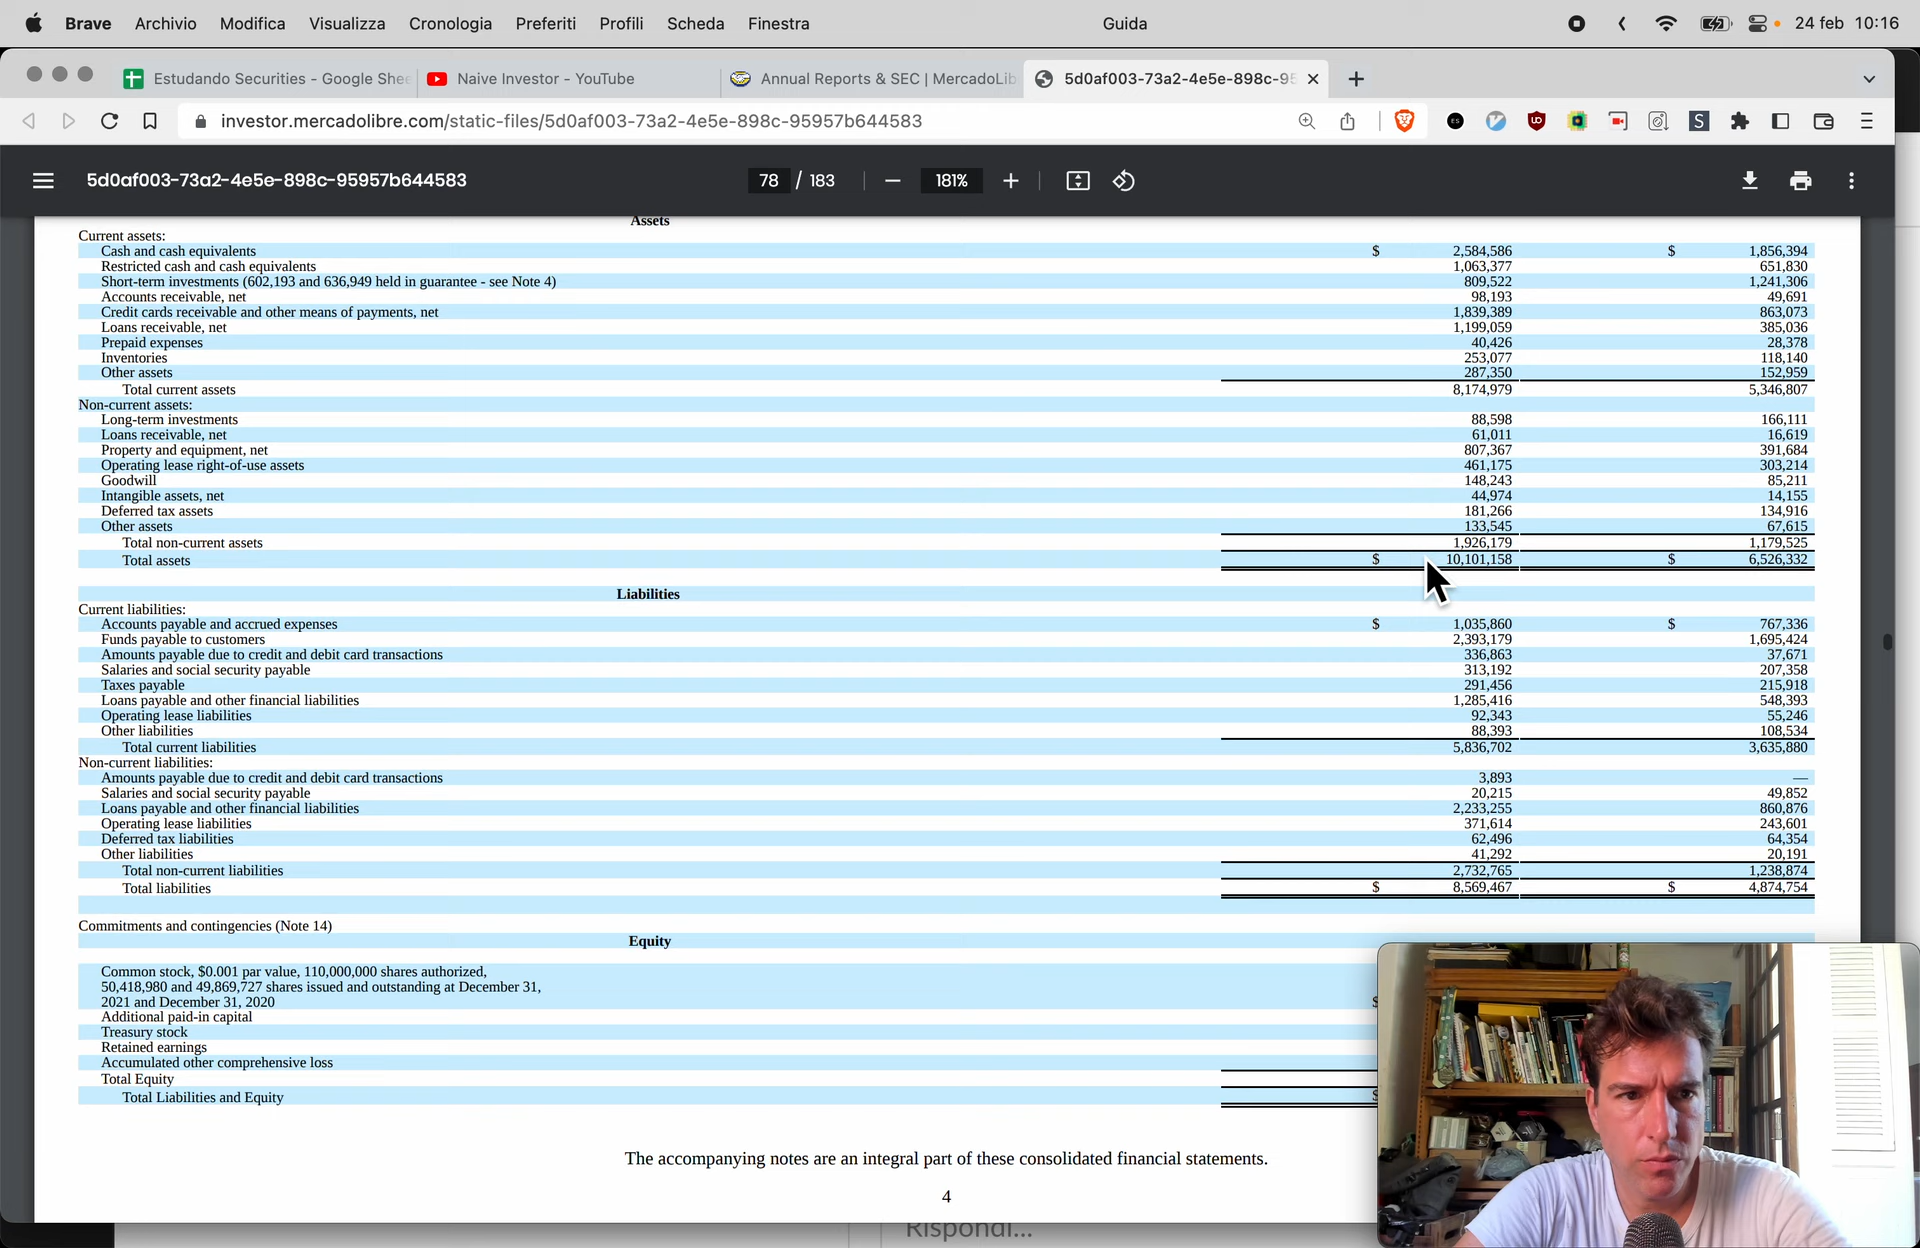 Brave Archivio Modifica Visualizza Cronologia Preferiti Profili Scheda Finestra Guida 24 feb 10:16
Estudando Securities - Google Shee Naive Investor - YouTube Annual Reports & SEC | MercadoLib 5d0af003-73a2-4e5e-898c-95
investor.mercadolibre.com/static-files/5d0af003-73a2-4e5e-898c-95957b644583
5d0af003-73a2-4e5e-898c-95957b644583 78 / 183 181%
Assets
Current assets:
Cash and cash equivalents $ 2,584,586 $ 1,856,394
Restricted cash and cash equivalents 1,063,377 651,830
Short-term investments (602,193 and 636,949 held in guarantee - see Note 4) 809,522 1,241,306
Accounts receivable, net 98,193 49,691
Credit cards receivable and other means of payments, net 1,839,389 863,073
Loans receivable, net 1,199,059 385,036
Prepaid expenses 40,426 28,378
Inventories 253,077 118,140
Other assets 287,350 152,959
Total current assets 8,174,979 5,346,807
Non-current assets:
Long-term investments 88,598 166,111
Loans receivable, net 61,011 16,619
Property and equipment, net 807,367 391,684
Operating lease right-of-use assets 461,175 303,214
Goodwill 148,243 85,211
Intangible assets, net 44,974 14,155
Deferred tax assets 181,266 134,916
Other assets 133,545 67,615
Total non-current assets 1,926,179 1,179,525
Total assets $ 10,101,158 $ 6,526,332
Liabilities
Current liabilities:
Accounts payable and accrued expenses $ 1,035,860 $ 767,336
Funds payable to customers 2,393,179 1,695,424
Amounts payable due to credit and debit card transactions 336,863 37,671
Salaries and social security payable 313,192 207,358
Taxes payable 291,456 215,918
Loans payable and other financial liabilities 1,285,416 548,393
Operating lease liabilities 92,343 55,246
Other liabilities 88,393 108,534
Total current liabilities 5,836,702 3,635,880
Non-current liabilities:
Amounts payable due to credit and debit card transactions 3,893 —
Salaries and social security payable 20,215 49,852
Loans payable and other financial liabilities 2,233,255 860,876
Operating lease liabilities 371,614 243,601
Deferred tax liabilities 62,496 64,354
Other liabilities 41,292 20,191
Total non-current liabilities 2,732,765 1,238,874
Total liabilities $ 8,569,467 $ 4,874,754
Commitments and contingencies (Note 14)
Equity
Common stock, $0.001 par value, 110,000,000 shares authorized,
50,418,980 and 49,869,727 shares issued and outstanding at December 31,
2021 and December 31, 2020
Additional paid-in capital
Treasury stock
Retained earnings
Accumulated other comprehensive loss
Total Equity
Total Liabilities and Equity
The accompanying notes are an integral part of these consolidated financial statements.
4
Rispondi...